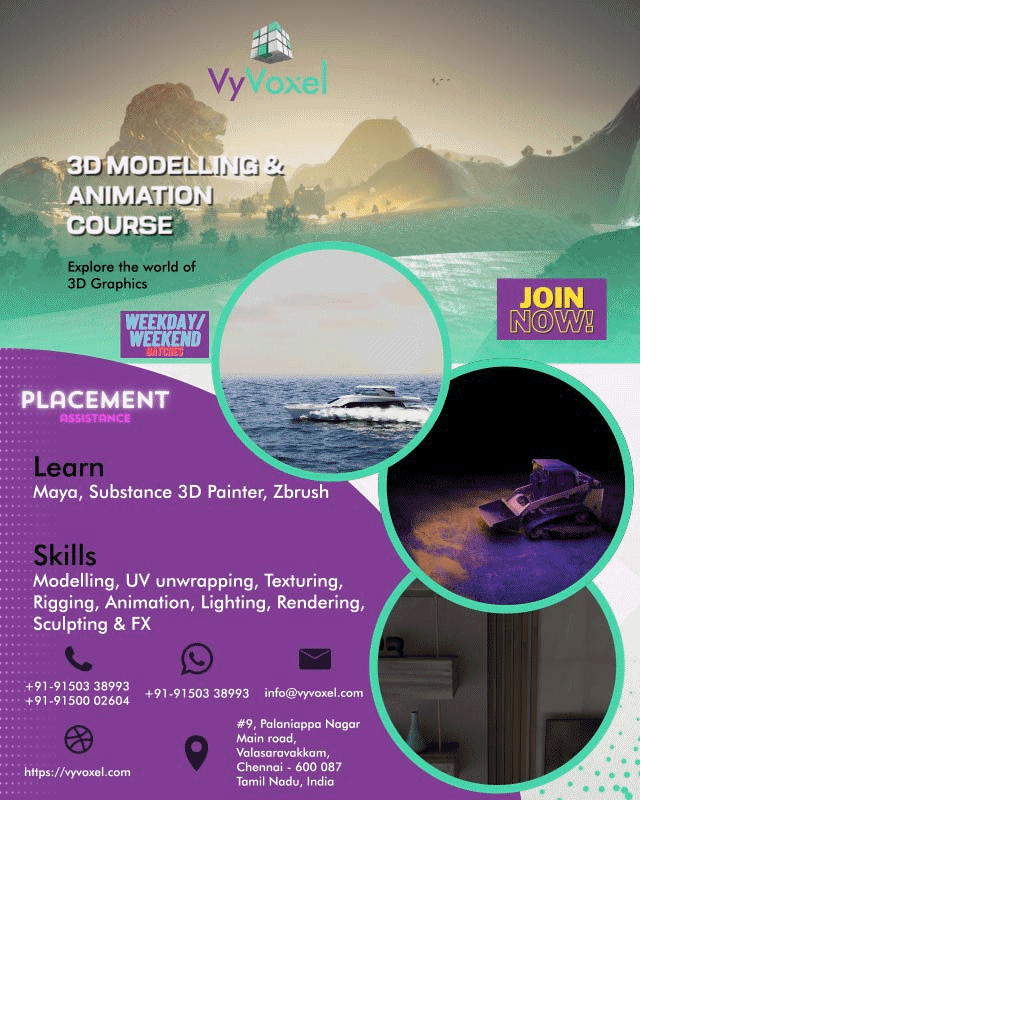 VyVoxel
3D MODELLING &
ANIMATION
COURSE
Explore the world of
3D Graphics
JOIN
NOW!
WEEKDAY/
WEEKEND
BATCHES
PLACEMENT
ASSISTANCE
Learn
Maya, Substance 3D Painter, Zbrush
Skills
Modelling, UV unwrapping, Texturing,
Rigging, Animation, Lighting, Rendering,
Sculpting & FX
+91-91503 38993
+91-91500 02604
+91-91503 38993
info@vyvoxel.com
https://vyvoxel.com
#9, Palaniappa Nagar
Main road,
Valasaravakkam,
Chennai - 600 087
Tamil Nadu, India